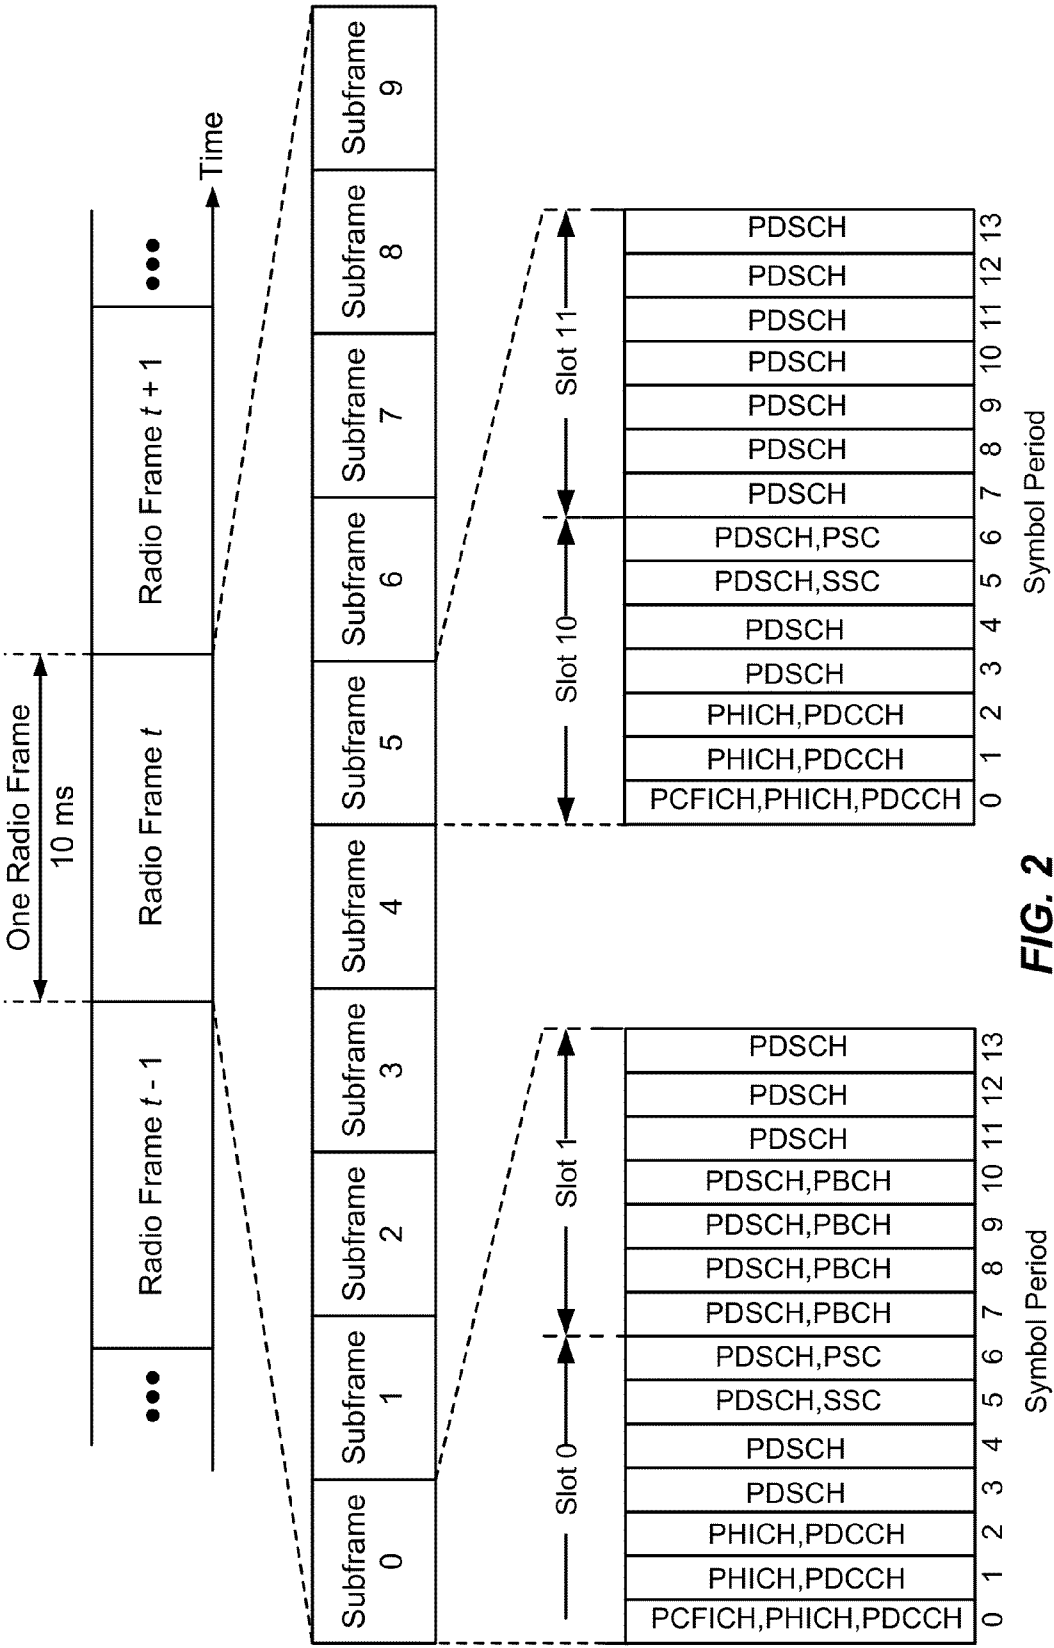 One Radio Frame
10 ms
Radio Frame t - 1
Radio Frame t
Radio Frame t + 1
Time
Subframe
0
Subframe
1
Subframe
2
Subframe
3
Subframe
4
Subframe
5
Subframe
6
Subframe
7
Subframe
8
Subframe
9
Slot 0
Slot 1
PCFICH,PHICH,PDCCH
PHICH,PDCCH
PHICH,PDCCH
PDSCH
PDSCH
PDSCH,SSC
PDSCH,PSC
PDSCH,PBCH
PDSCH,PBCH
PDSCH,PBCH
PDSCH,PBCH
PDSCH
PDSCH
PDSCH
0 1 2 3 4 5 6 7 8 9 10 11 12 13
Symbol Period
Slot 10
Slot 11
PCFICH,PHICH,PDCCH
PHICH,PDCCH
PHICH,PDCCH
PDSCH
PDSCH
PDSCH,SSC
PDSCH,PSC
PDSCH
PDSCH
PDSCH
PDSCH
PDSCH
PDSCH
PDSCH
0 1 2 3 4 5 6 7 8 9 10 11 12 13
Symbol Period
FIG. 2